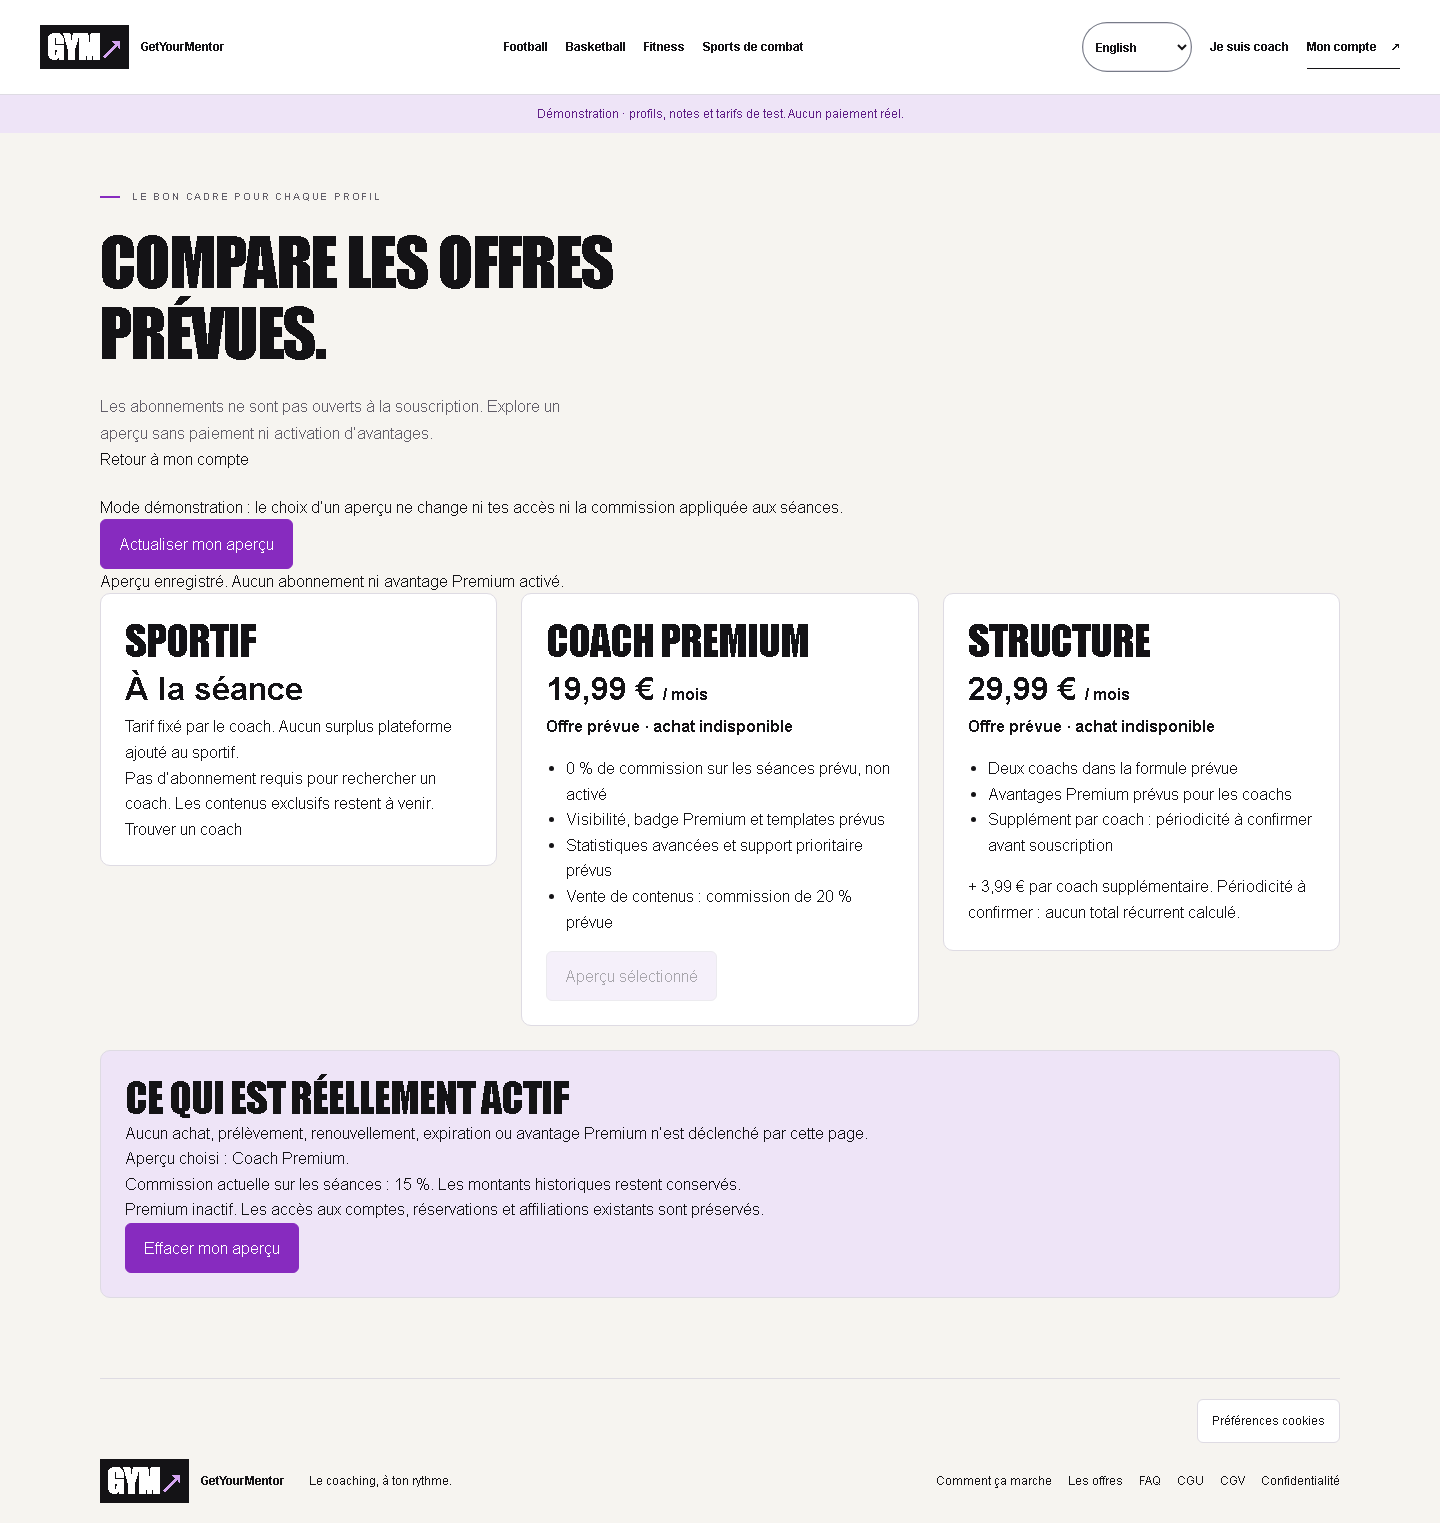 GYM↗ GetYourMentor
Football Basketball Fitness Sports de combat
English Je suis coach Mon compte ↗
Démonstration · profils, notes et tarifs de test. Aucun paiement réel.
LE BON CADRE POUR CHAQUE PROFIL
COMPARE LES OFFRES
PRÉVUES.
Les abonnements ne sont pas ouverts à la souscription. Explore un
aperçu sans paiement ni activation d'avantages.
Retour à mon compte
Mode démonstration : le choix d'un aperçu ne change ni tes accès ni la commission appliquée aux séances.
Actualiser mon aperçu
Aperçu enregistré. Aucun abonnement ni avantage Premium activé.
SPORTIF
À la séance
Tarif fixé par le coach. Aucun surplus plateforme
ajouté au sportif.
Pas d'abonnement requis pour rechercher un
coach. Les contenus exclusifs restent à venir.
Trouver un coach
COACH PREMIUM
19,99 € / mois
Offre prévue · achat indisponible
• 0 % de commission sur les séances prévu, non
activé
• Visibilité, badge Premium et templates prévus
• Statistiques avancées et support prioritaire
prévus
• Vente de contenus : commission de 20 %
prévue
Aperçu sélectionné
STRUCTURE
29,99 € / mois
Offre prévue · achat indisponible
• Deux coachs dans la formule prévue
• Avantages Premium prévus pour les coachs
• Supplément par coach : périodicité à confirmer
avant souscription
+ 3,99 € par coach supplémentaire. Périodicité à
confirmer : aucun total récurrent calculé.
CE QUI EST RÉELLEMENT ACTIF
Aucun achat, prélèvement, renouvellement, expiration ou avantage Premium n'est déclenché par cette page.
Aperçu choisi : Coach Premium.
Commission actuelle sur les séances : 15 %. Les montants historiques restent conservés.
Premium inactif. Les accès aux comptes, réservations et affiliations existants sont préservés.
Effacer mon aperçu
Préférences cookies
GYM↗ GetYourMentor Le coaching, à ton rythme.
Comment ça marche Les offres FAQ CGU CGV Confidentialité